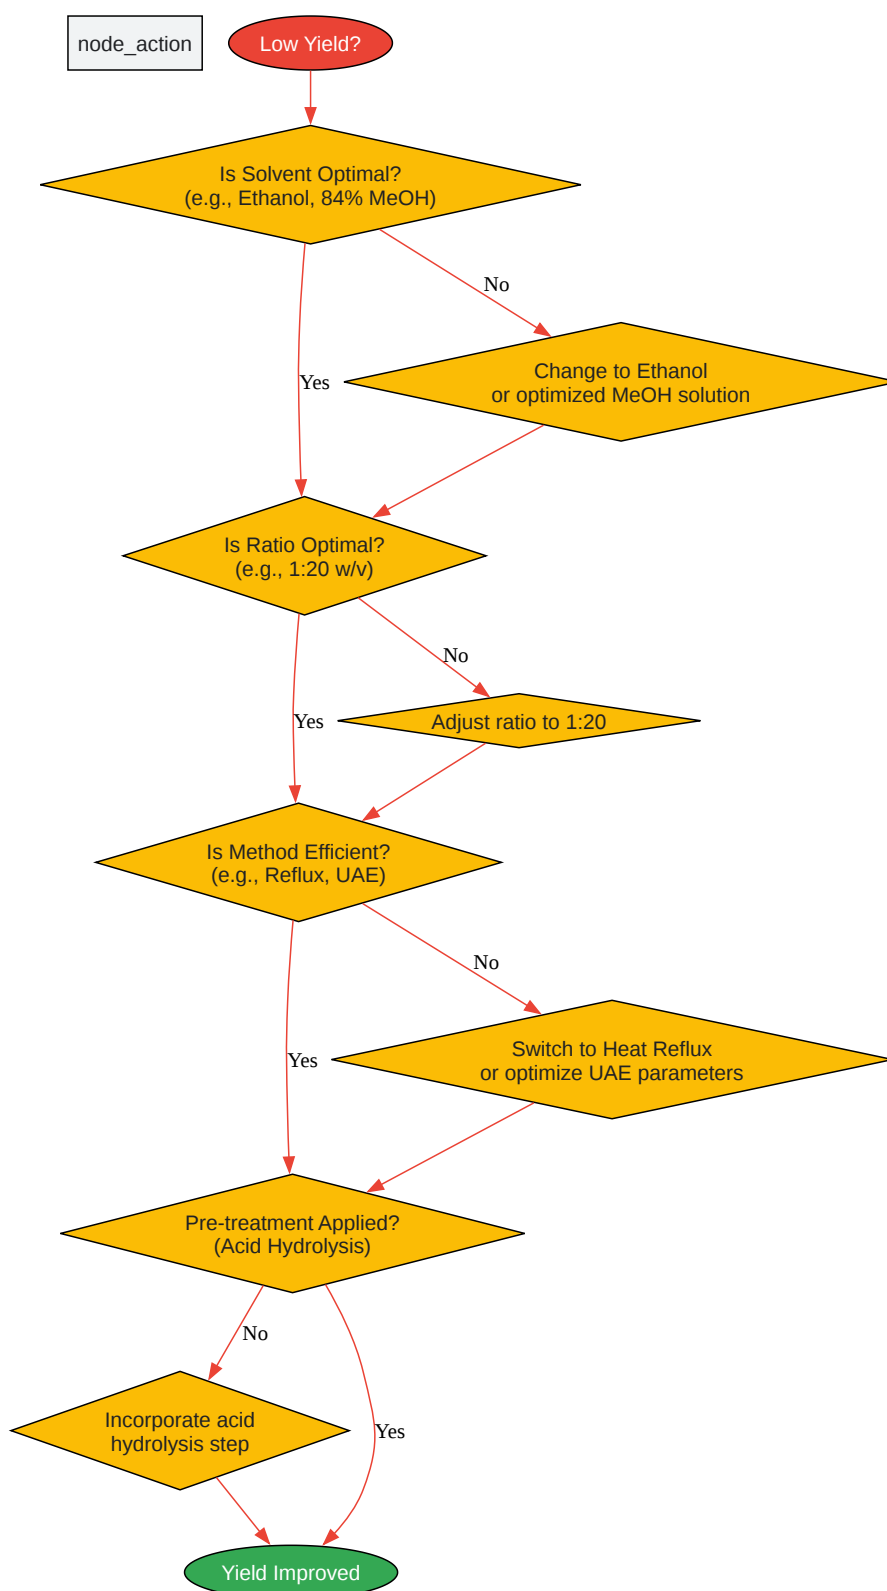 node_action
Low Yield?
Is Solvent Optimal?
(e.g., Ethanol, 84% MeOH)
No
Yes
Change to Ethanol
or optimized MeOH solution
Is Ratio Optimal?
(e.g., 1:20 w/v)
No
Yes
Adjust ratio to 1:20
Is Method Efficient?
(e.g., Reflux, UAE)
No
Yes
Switch to Heat Reflux
or optimize UAE parameters
Pre-treatment Applied?
(Acid Hydrolysis)
No
Incorporate acid
hydrolysis step
Yes
Yield Improved